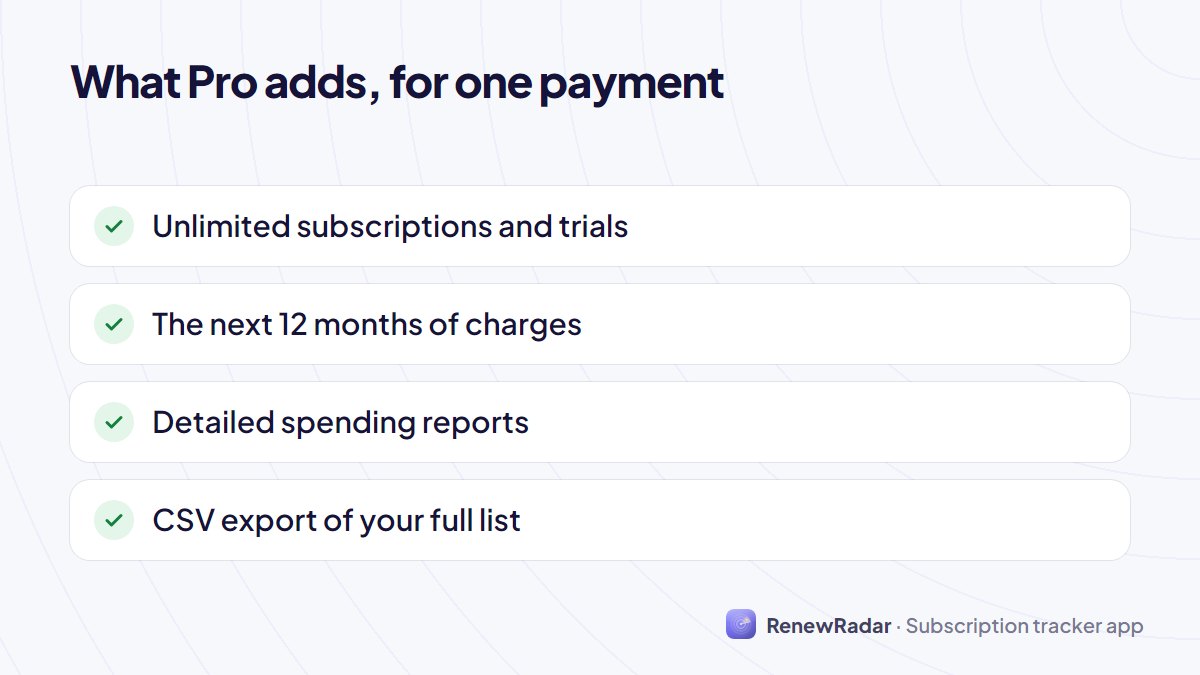 What Pro adds, for one payment
Unlimited subscriptions and trials
The next 12 months of charges
Detailed spending reports
CSV export of your full list
RenewRadar · Subscription tracker app